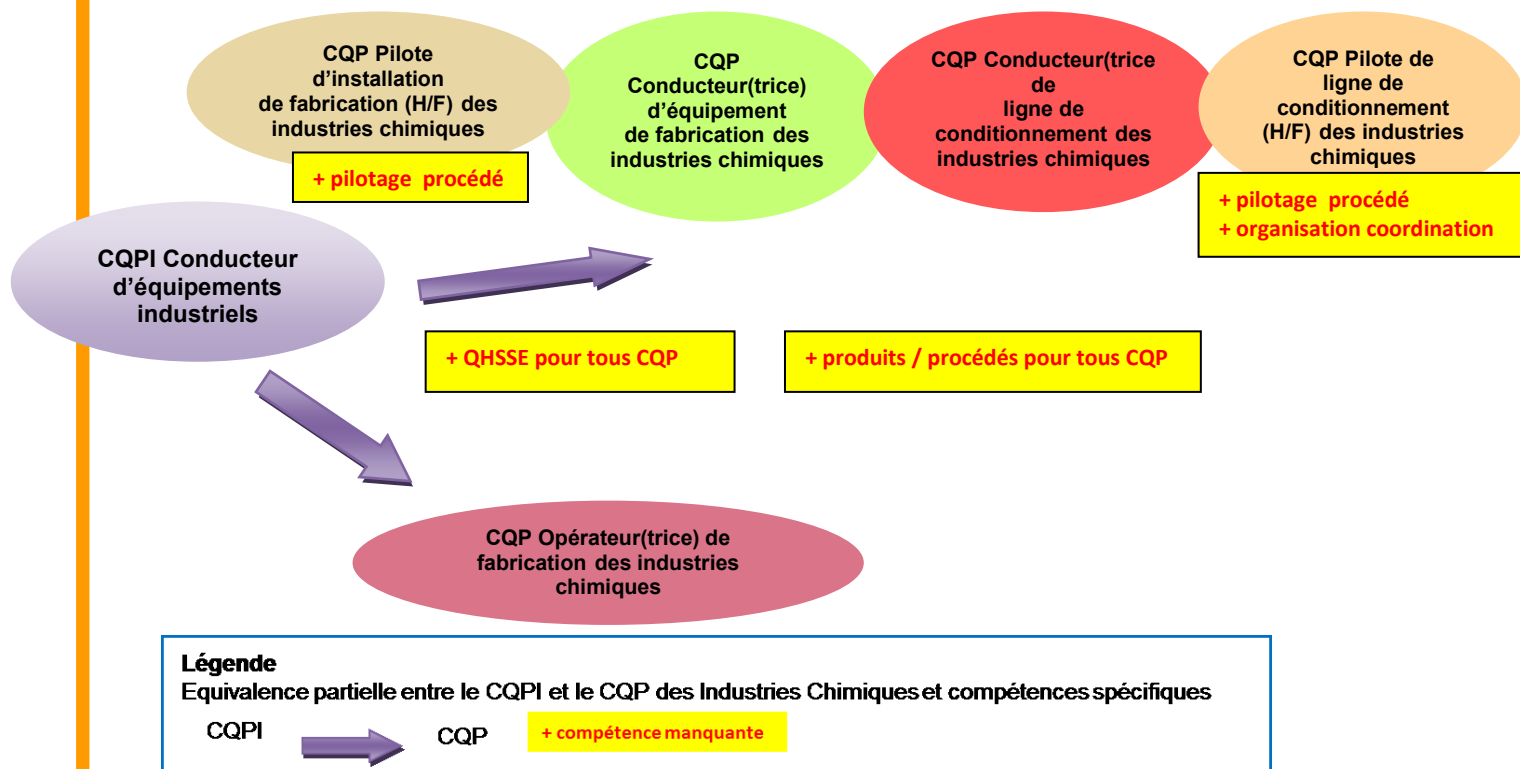 CQP Pilote
d’installation
de fabrication (H/F) des
industries chimiques
+ pilotage procédé
CQP
Conducteur(trice)
d’équipement
de fabrication des
industries chimiques
CQP Conducteur(trice
de
ligne de
conditionnement des
industries chimiques
CQP Pilote de
ligne de
conditionnement
(H/F) des industries
chimiques
+ pilotage procédé
+ organisation coordination
CQPI Conducteur
d’équipements
industriels
+ QHSSE pour tous CQP
+ produits / procédés pour tous CQP
CQP Opérateur(trice) de
fabrication des industries
chimiques
Légende
Equivalence partielle entre le CQPI et le CQP des Industries Chimiques et compétences spécifiques
CQPI CQP + compétence manquante